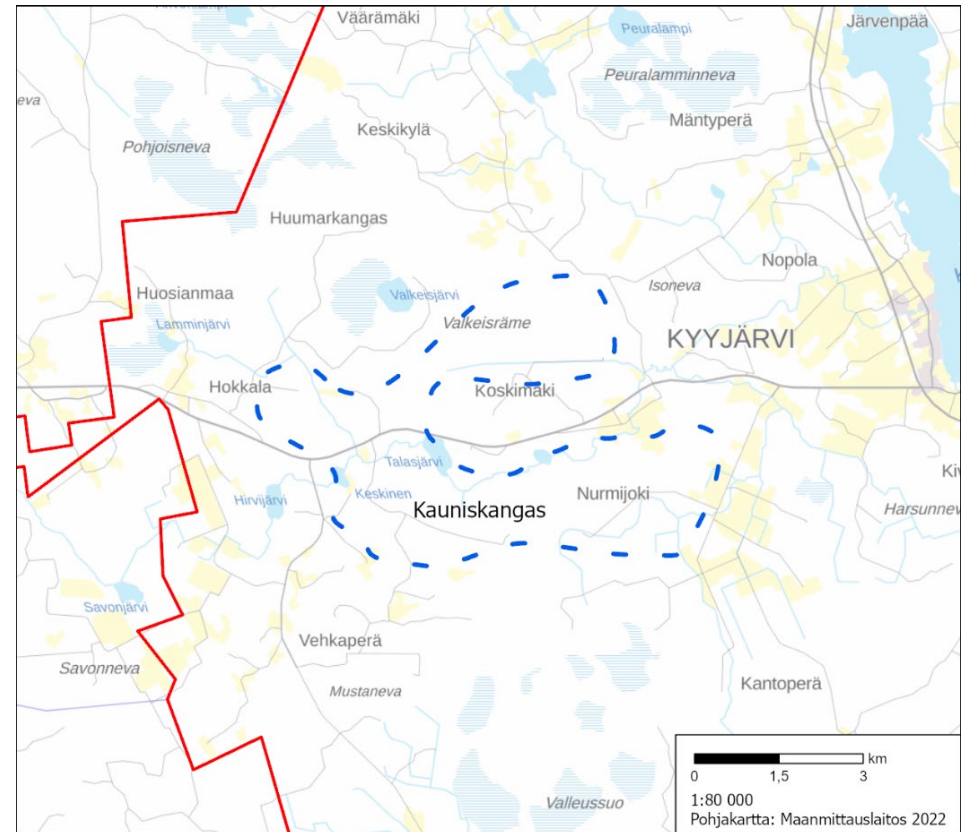 Väärämäki
Järvenpää
Peuralampi
Peuralamminneva
eva
Mäntyperä
Keskikylä
Pohjoisneva
Huumarkangas
Nopola
Isoneva
Huosianmaa
Valkeisjärvi
Lamminjärvi
Valkeisräme
KYYJÄRVI
Hokkala
Koskimäki
Talasjärvi
Keskinen
Nurmijoki
Kiv
Hirvijärvi
Kauniskangas
Harsunnev
Savonjärvi
Vehkaperä
Savonneva
Mustaneva
Kantoperä
Valleussuo
km
0 1,5 3
1:80 000
Pohjakartta: Maanmittauslaitos 2022